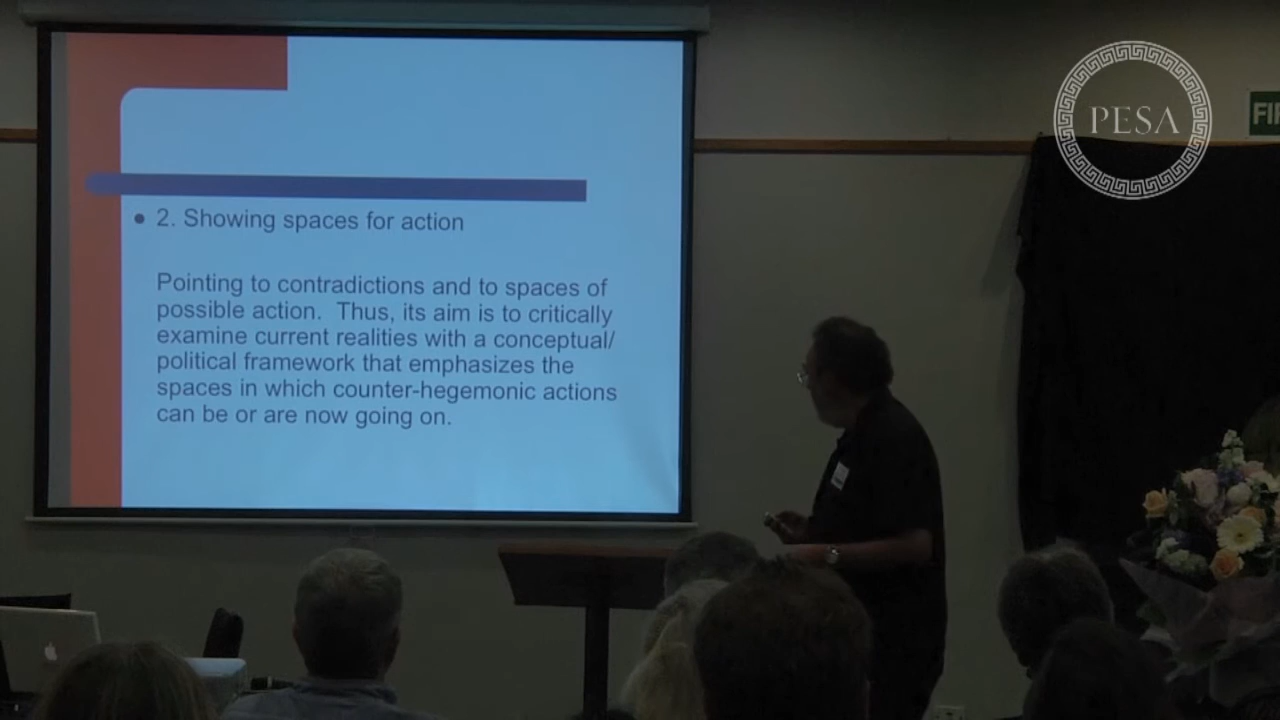 PESA
FI
• 2. Showing spaces for action
Pointing to contradictions and to spaces of
possible action. Thus, its aim is to critically
examine current realities with a conceptual/
political framework that emphasizes the
spaces in which counter-hegemonic actions
can be or are now going on.